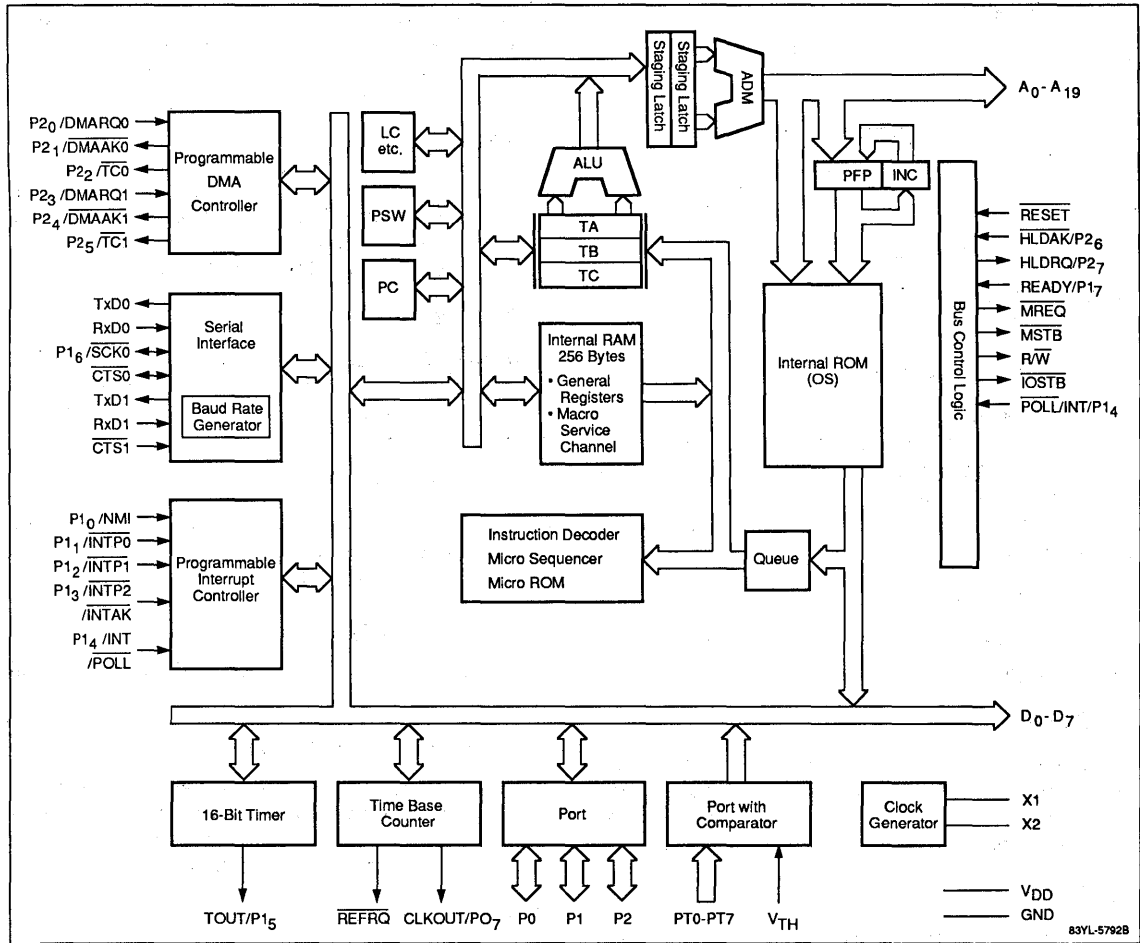 P2₀/DMARQ0
P2₁/DMAAK0
P2₂/TC0
P2₃/DMARQ1
P2₄/DMAAK1
P2₅/TC1
Programmable
DMA
Controller
TxD0
RxD0
P1₆/SCK0
CTS0
TxD1
RxD1
CTS1
Serial
Interface
Baud Rate
Generator
P1₀/NMI
P1₁/INTP0
P1₂/INTP1
P1₃/INTP2
/INTAK
P1₄/INT
/POLL
Programmable
Interrupt
Controller
LC
etc.
PSW
PC
Staging Latch
Staging Latch
ADM
ALU
TA
TB
TC
Internal RAM
256 Bytes
• General
Registers
• Macro
Service
Channel
Instruction Decoder
Micro Sequencer
Micro ROM
Queue
A₀-A₁₉
PFP
INC
Internal ROM
(OS)
Bus Control Logic
RESET
HLDAK/P2₆
HLDRQ/P2₇
READY/P1₇
MREQ
MSTB
R/W
IOSTB
POLL/INT/P1₄
D₀-D₇
16-Bit Timer
Time Base
Counter
Port
Port with
Comparator
Clock
Generator
X1
X2
TOUT/P1₅
REFRQ
CLKOUT/PO₇
P0
P1
P2
PT0-PT7
V_TH
V_DD
GND
83YL-5792B